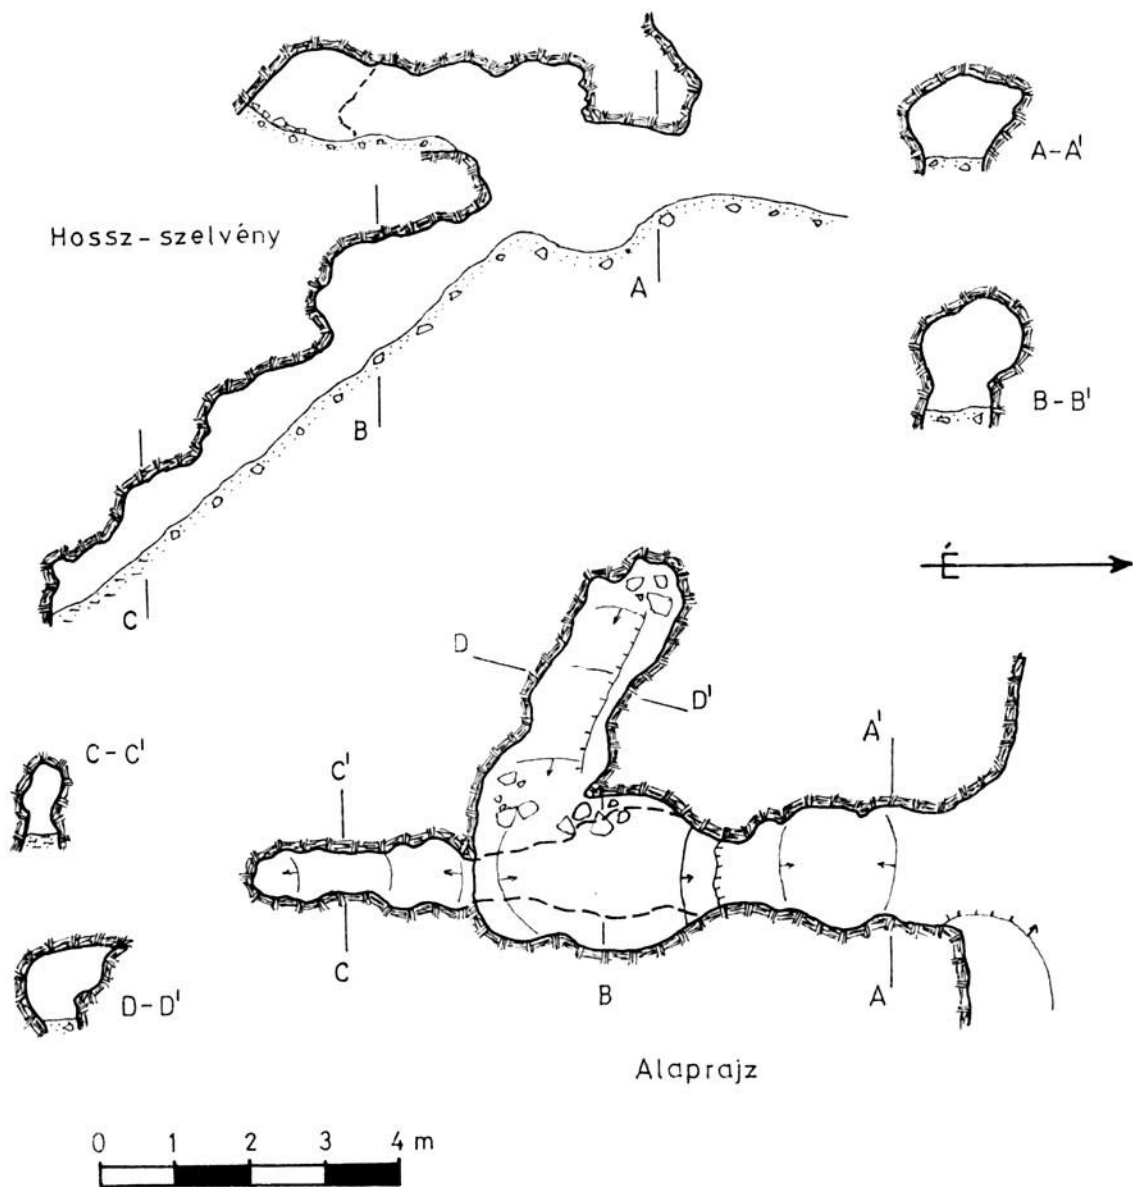 A-A'
Hossz-szelvény
A
B-B'
B
É
C
D
D'
A'
C-C'
C'
C
B
A
D-D'
Alaprajz
0 1 2 3 4 m